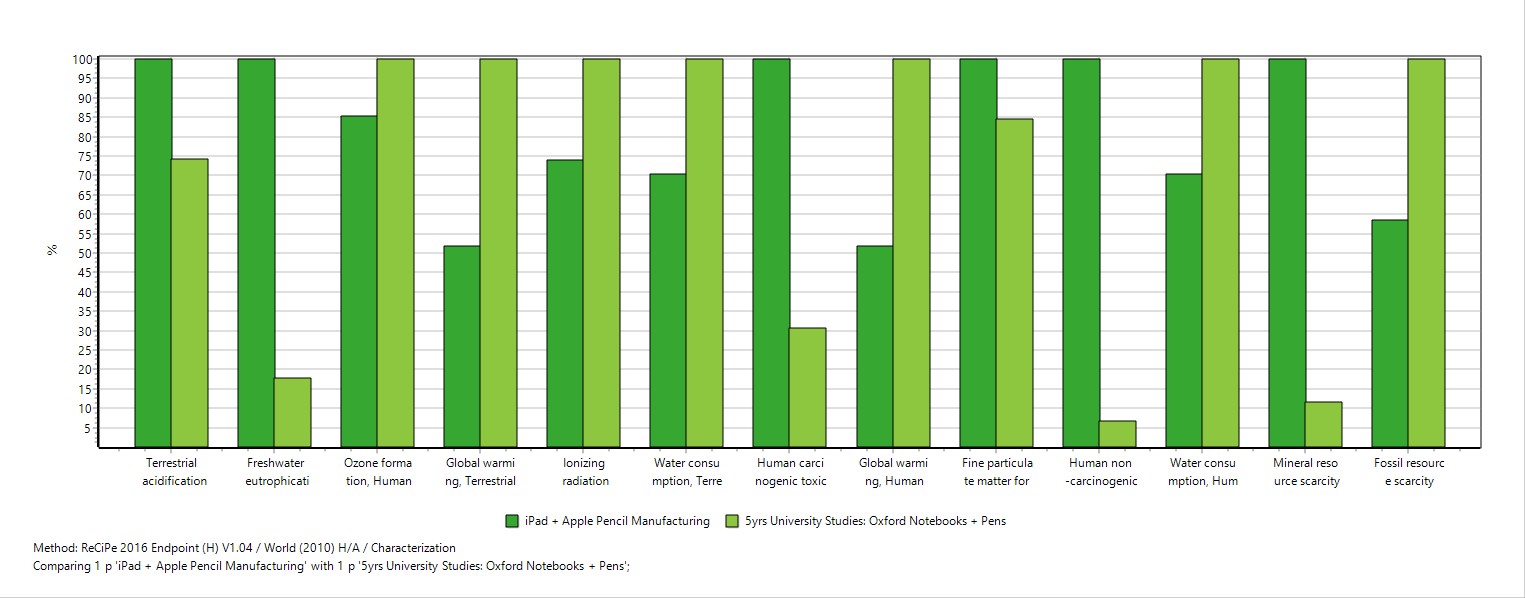 100
95
90
85
80
75
70
65
60
55
50
45
40
35
30
25
20
15
10
5
%
Terrestrial
acidification
Freshwater
eutrophicati
Ozone forma
tion, Human
Global warmi
ng, Terrestrial
Ionizing
radiation
Water consu
mption, Terre
Human carci
nogenic toxic
Global warmi
ng, Human
Fine particula
te matter for
Human non
-carcinogenic
Water consu
mption, Hum
Mineral reso
urce scarcity
Fossil resourc
e scarcity
iPad + Apple Pencil Manufacturing
5yrs University Studies: Oxford Notebooks + Pens
Method: ReCiPe 2016 Endpoint (H) V1.04 / World (2010) H/A / Characterization
Comparing 1 p 'iPad + Apple Pencil Manufacturing' with 1 p '5yrs University Studies: Oxford Notebooks + Pens';